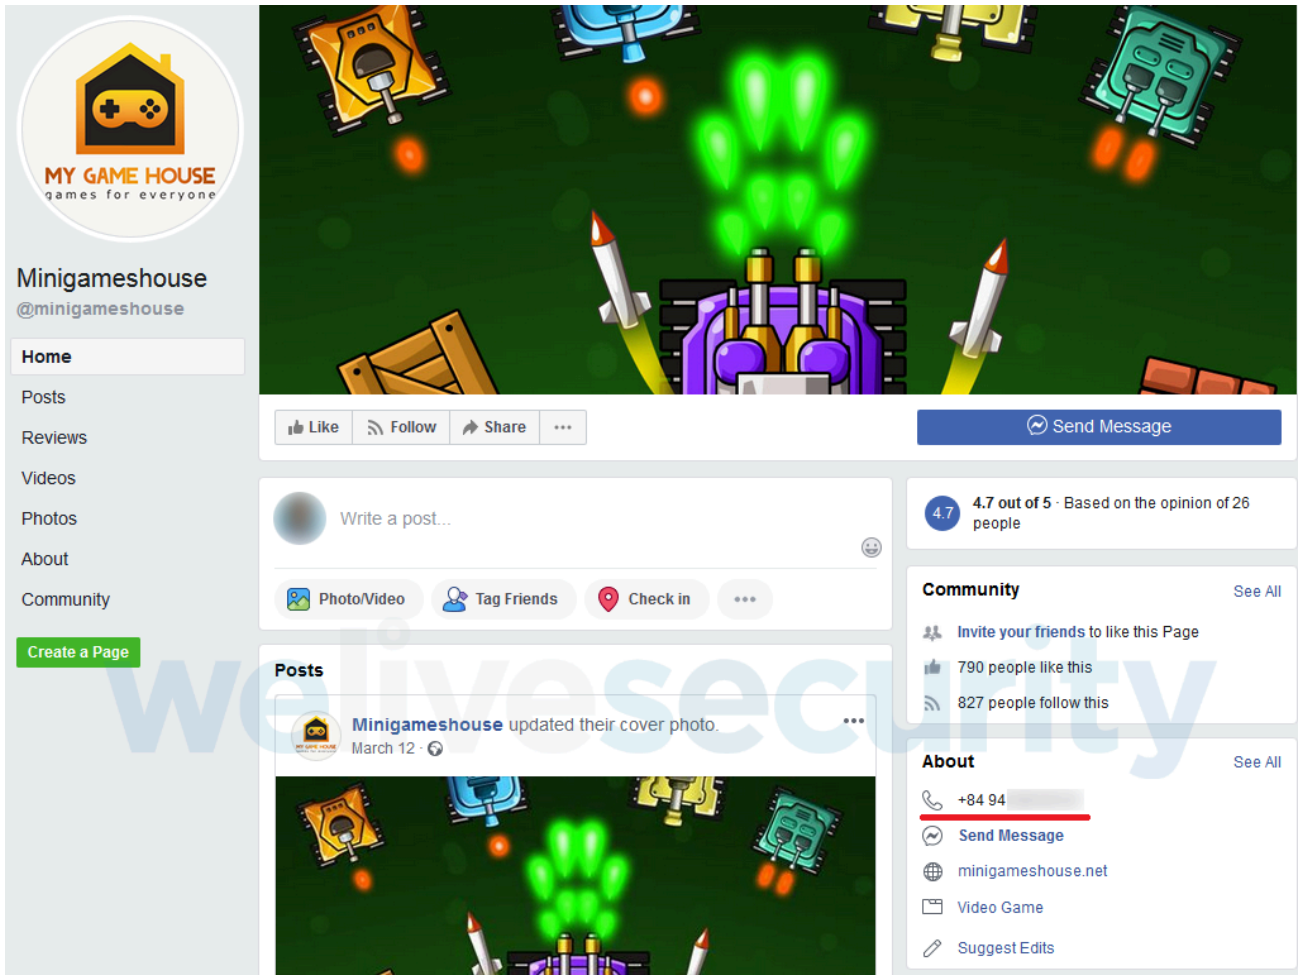 MY GAME HOUSE
games for everyone
Minigameshouse
@minigameshouse
Home
Posts
Reviews
Videos
Photos
About
Community
Create a Page
Like
Follow
Share
Send Message
Write a post...
Photo/Video
Tag Friends
Check in
Posts
Minigameshouse updated their cover photo.
March 12 ·
MY GAME HOUSE
4.7
4.7 out of 5 · Based on the opinion of 26
people
Community
See All
Invite your friends to like this Page
790 people like this
827 people follow this
About
See All
+84 94
Send Message
minigameshouse.net
Video Game
Suggest Edits
welivesecurity